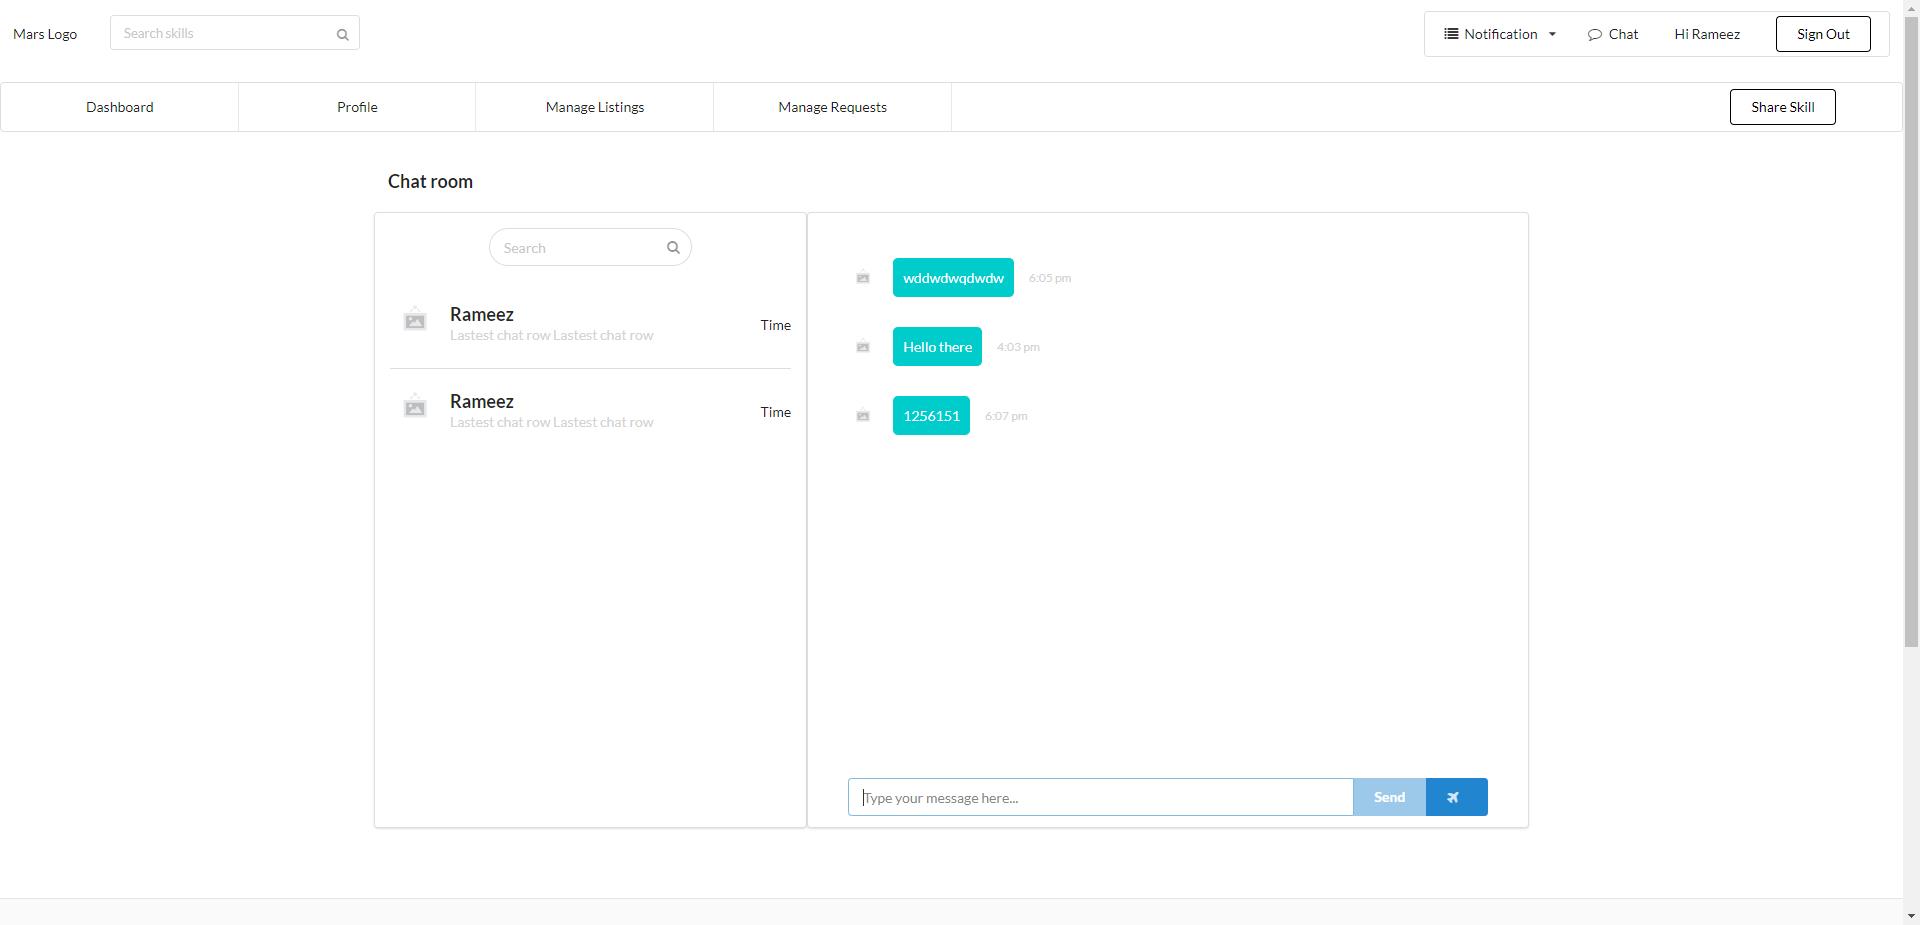 Mars Logo
Search skills
Notification
Chat
Hi Rameez
Sign Out
Dashboard
Profile
Manage Listings
Manage Requests
Share Skill
Chat room
Search
Rameez
Lastest chat row Lastest chat row
Time
Rameez
Lastest chat row Lastest chat row
Time
wddwdwqdwdw 6:05 pm
Hello there 4:03 pm
1256151 6:07 pm
Type your message here...
Send